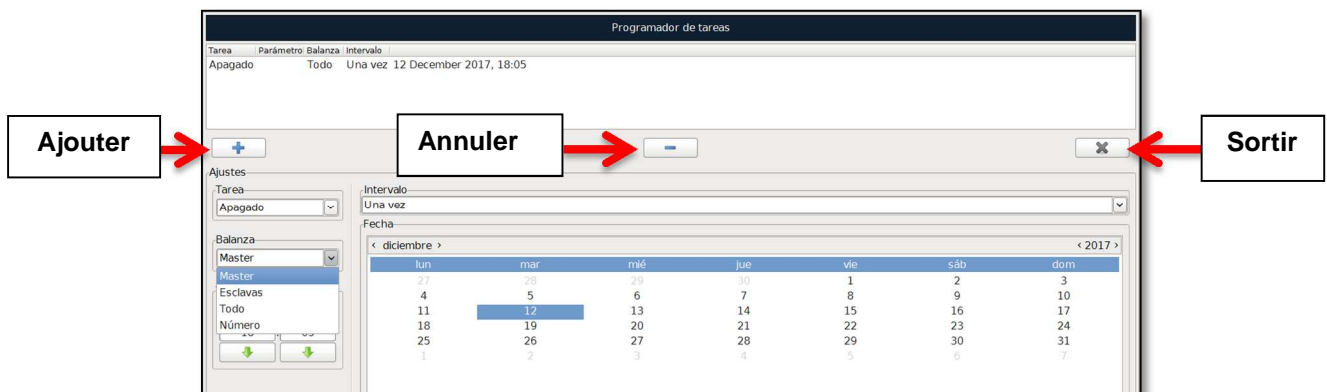 Programador de tareas
Tarea Parámetro Balanza Intervalo
Apagado Todo Una vez 12 December 2017, 18:05
Ajouter
Annuler
Sortir
Ajustes
Tarea
Apagado
Intervalo
Una vez
Fecha
Balanza
Master
Master
Esclavas
Todo
Número
‹ diciembre › ‹ 2017 ›
lun mar mié jue vie sáb dom
27 28 29 30 1 2 3
4 5 6 7 8 9 10
11 12 13 14 15 16 17
18 19 20 21 22 23 24
25 26 27 28 29 30 31
1 2 3 4 5 6 7